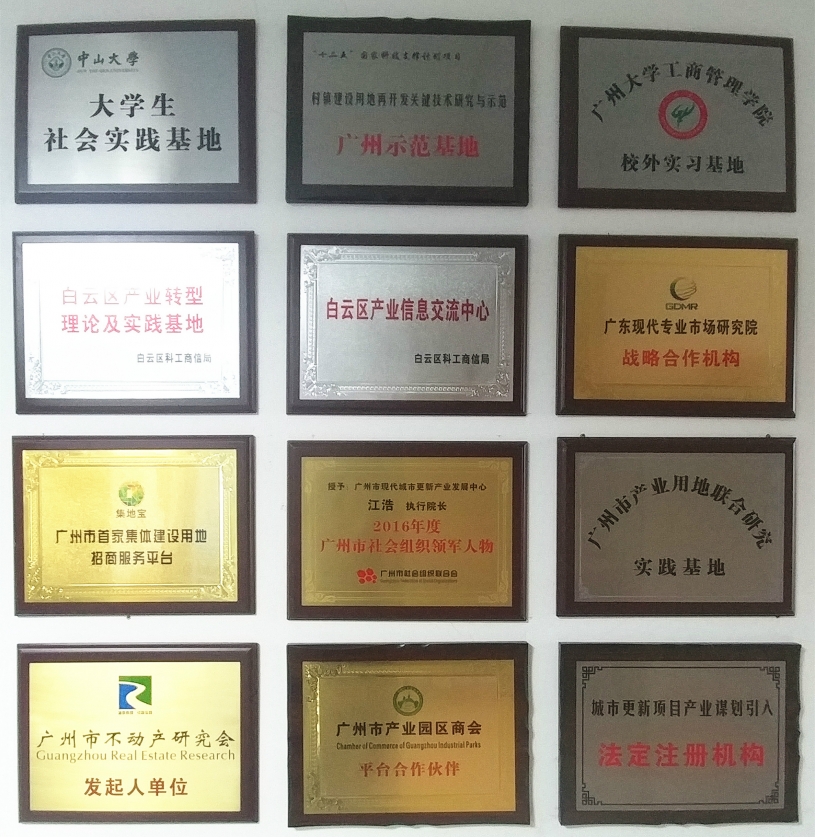 中山大學
大学生
社会实践基地
"十二五"国家科技支撑计划项目
村镇建设用地再开发关键技术研究与示范
广州示范基地
广州大学工商管理学院
校外实习基地
白云区产业转型
理论及实践基地
白云区科工商信局
白云区产业信息交流中心
白云区科工商信局
GDMR
广东现代专业市场研究院
战略合作机构
集地宝
广州市首家集体建设用地
招商服务平台
授予：广州市现代城市更新产业发展中心
江浩 执行院长
2016年度
广州市社会组织领军人物
广州市社会组织联合会
广州市产业用地联合研究
实践基地
广州市不动产研究会
Guangzhou Real Estate Research
发起人单位
广州市产业园区商会
Chamber of Commerce of Guangzhou Industrial Parks
平台合作伙伴
城市更新项目产业谋划引入
法定注册机构